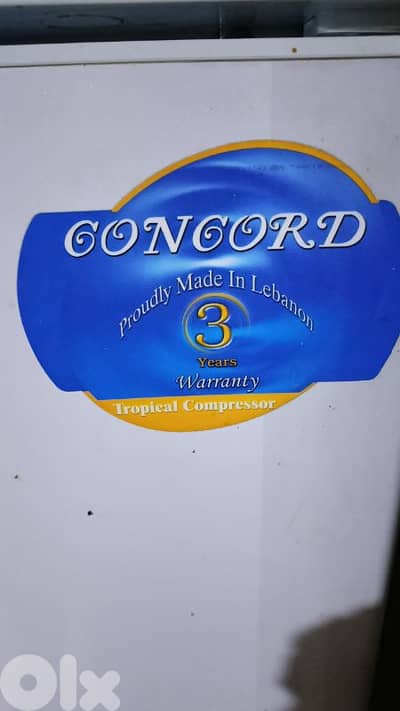 CONCORD
Proudly Made In Lebanon
3
Years
Warranty
Tropical Compressor
OLX